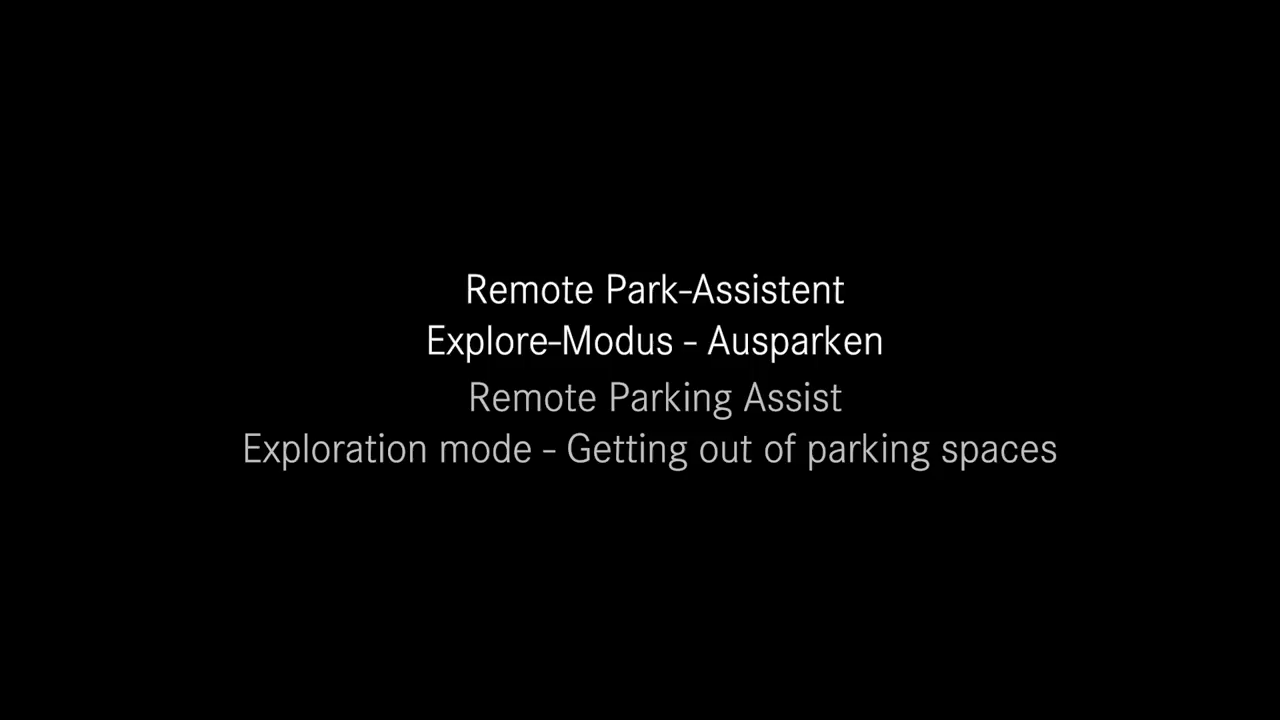 Remote Park-Assistent
Explore-Modus - Ausparken
Remote Parking Assist
Exploration mode - Getting out of parking spaces